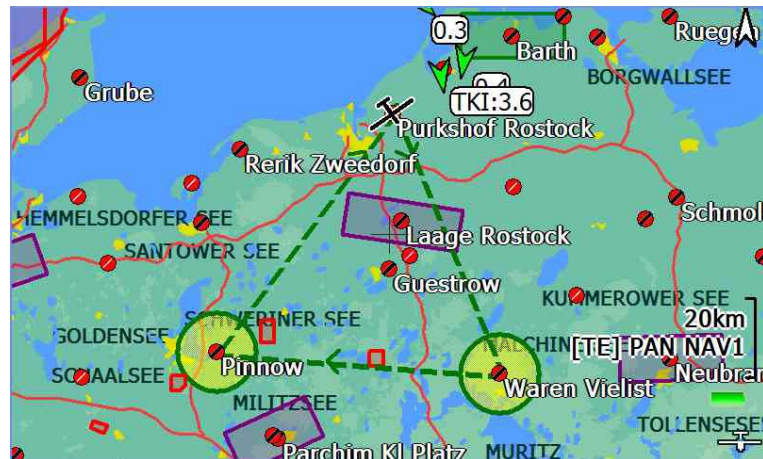 0.3
Barth
Ruegen
BORGWALLSEE
Grube
TKI:3.6
Purkshof Rostock
Rerik Zweedorf
HEMMELSDORFER SEE
Schmol
Laage Rostock
SANTOWER SEE
Guestrow
KUMMEROWER SEE
20km
GOLDENSEE
SCHWERINER SEE
[TE]PAN NAV1
MALCHIN
Pinnow
SCHAALSEE
Waren Vielist
Neubran
MILITZSEE
TOLLENSESES
Parchim Kl Platz
MURITZ